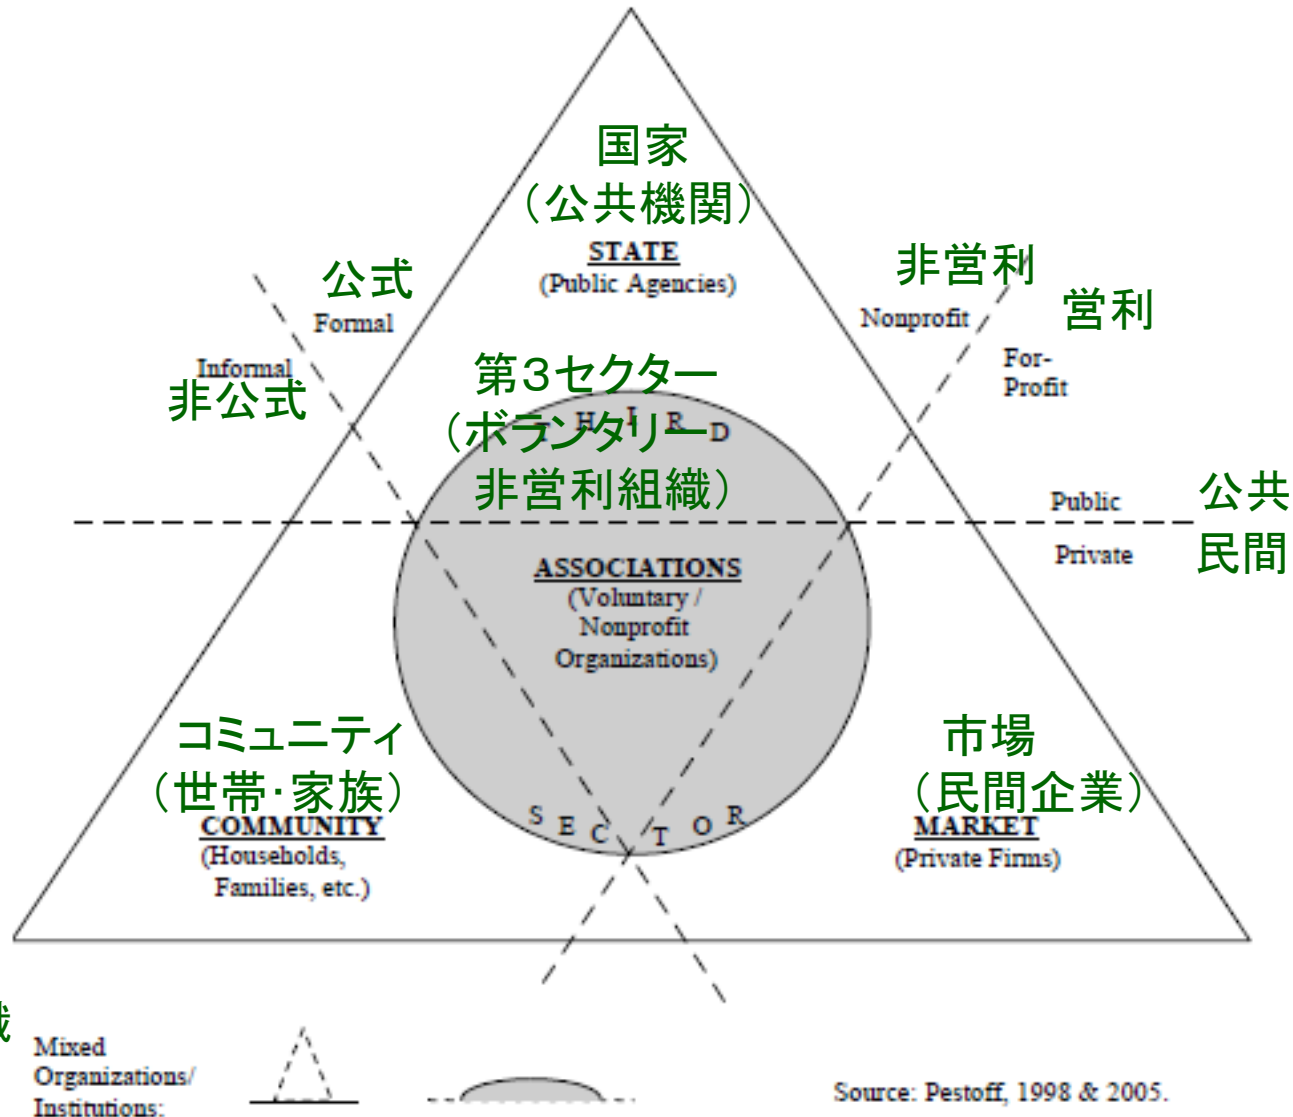 国家
（公共機関）
STATE
(Public Agencies)
公式
Formal
Informal
非公式
非営利
Nonprofit
営利
For-
Profit
第３セクター
（ボランタリー
非営利組織）
THIRD
Public
公共
Private
民間
ASSOCIATIONS
(Voluntary /
Nonprofit
Organizations)
コミュニティ
（世帯・家族）
COMMUNITY
(Households,
Families, etc.)
SECTOR
市場
（民間企業）
MARKET
(Private Firms)
Mixed
Organizations/
Institutions:
Source: Pestoff, 1998 & 2005.